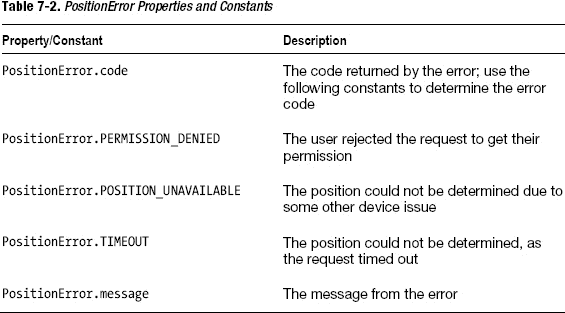 Table 7-2. PositionError Properties and Constants
Property/Constant Description
PositionError.code The code returned by the error; use the
following constants to determine the error
code
PositionError.PERMISSION_DENIED The user rejected the request to get their
permission
PositionError.POSITION_UNAVAILABLE The position could not be determined due to
some other device issue
PositionError.TIMEOUT The position could not be determined, as
the request timed out
PositionError.message The message from the error